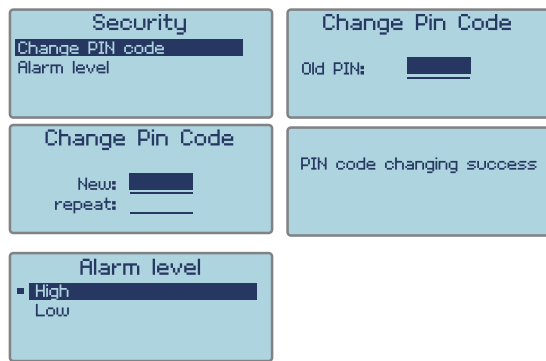 Security
Change PIN code
Alarm level
Change Pin Code
Old PIN:
Change Pin Code
New:
repeat:
PIN code changing success
Alarm level
High
Low